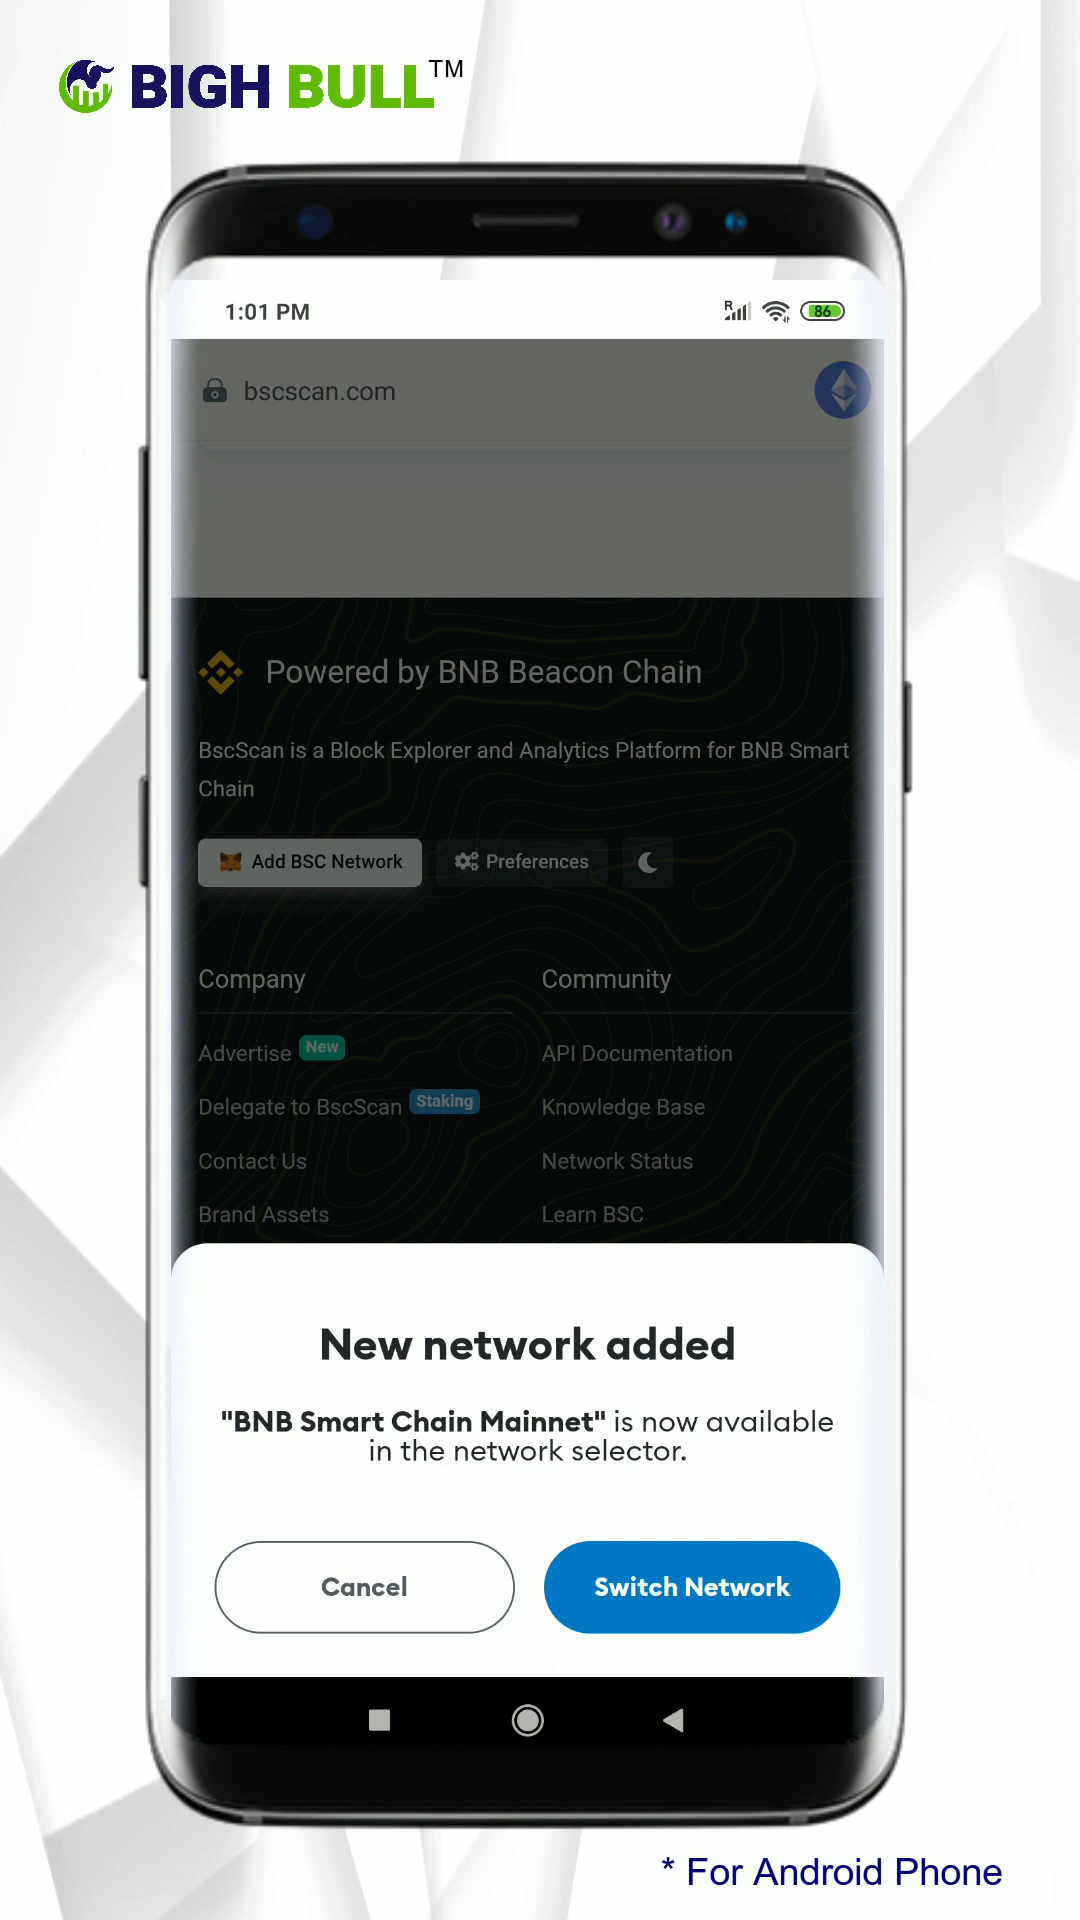 BIGH BULL TM
1:01 PM
R
86
bscscan.com
Powered by BNB Beacon Chain
BscScan is a Block Explorer and Analytics Platform for BNB Smart
Chain
Add BSC Network
Preferences
Company
Community
Advertise New
API Documentation
Delegate to BscScan Staking
Knowledge Base
Contact Us
Network Status
Brand Assets
Learn BSC
New network added
"BNB Smart Chain Mainnet" is now available
in the network selector.
Cancel
Switch Network
* For Android Phone